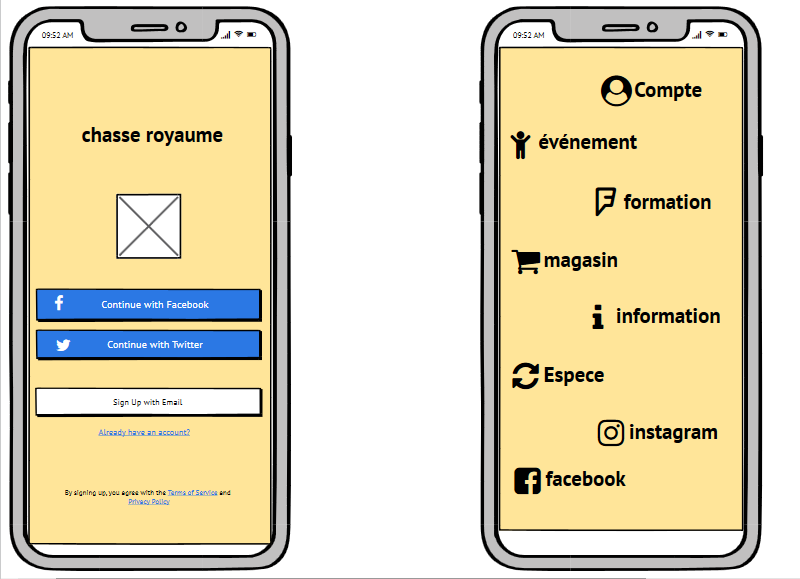 09:52 AM
chasse royaume
Continue with Facebook
Continue with Twitter
Sign Up with Email
Already have an account?
By signing up, you agree with the Terms of Service and
Privacy Policy
09:52 AM
Compte
événement
formation
magasin
information
Espece
instagram
facebook